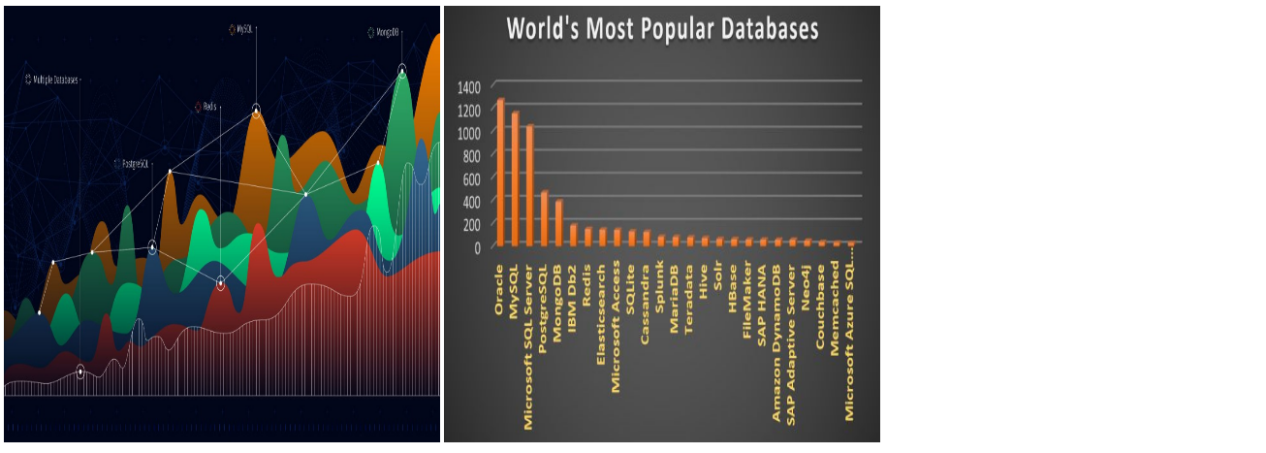 MySQL
MongoDB
Multiple Databases
Redis
PostgreSQL
World's Most Popular Databases
1400
1200
1000
800
600
400
200
0
Oracle
MySQL
Microsoft SQL Server
PostgreSQL
MongoDB
IBM Db2
Redis
Elasticsearch
Microsoft Access
SQLite
Cassandra
Splunk
MariaDB
Teradata
Hive
Solr
HBase
FileMaker
SAP HANA
Amazon DynamoDB
SAP Adaptive Server
Neo4j
Couchbase
Memcached
Microsoft Azure SQL...